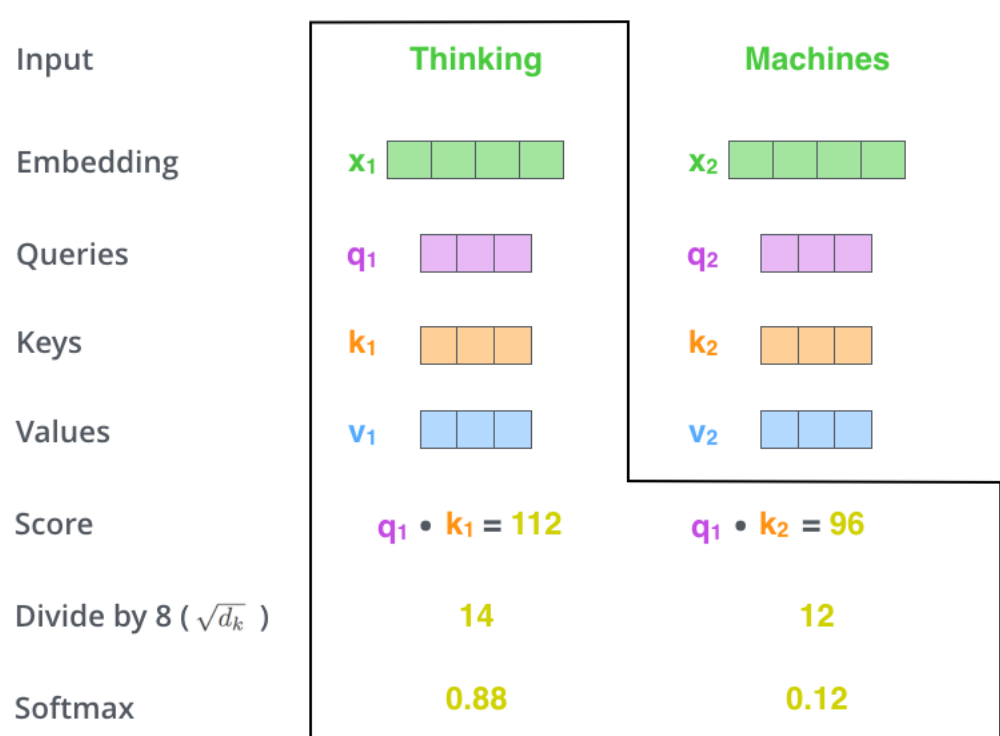 Input Thinking Machines
Embedding x₁ x₂
Queries q₁ q₂
Keys k₁ k₂
Values v₁ v₂
Score q₁ • k₁ = 112 q₁ • k₂ = 96
Divide by 8 ( √dₖ ) 14 12
Softmax 0.88 0.12